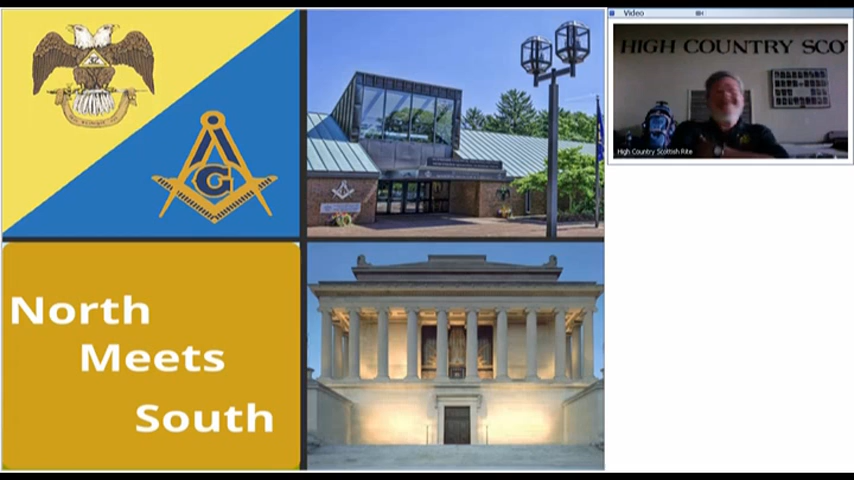 G
North
Meets
South
Video
HIGH COUNTRY SCO
High Country Scottish Rite